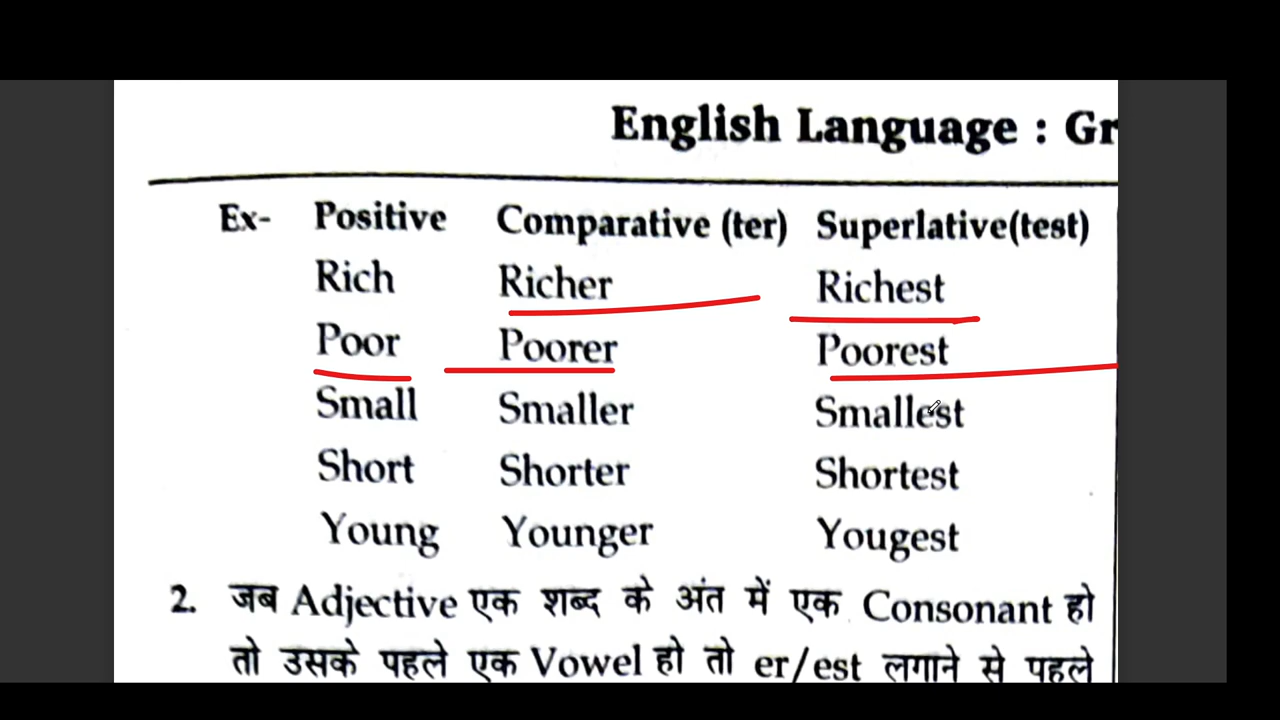 English Language : Gr
Ex- Positive Comparative (ter) Superlative(test)
Rich Richer Richest
Poor Poorer Poorest
Small Smaller Smallest
Short Shorter Shortest
Young Younger Yougest
2. जब Adjective एक शब्द के अंत में एक Consonant हो
तो उसके पहले एक Vowel हो तो er/est लगाने से पहले